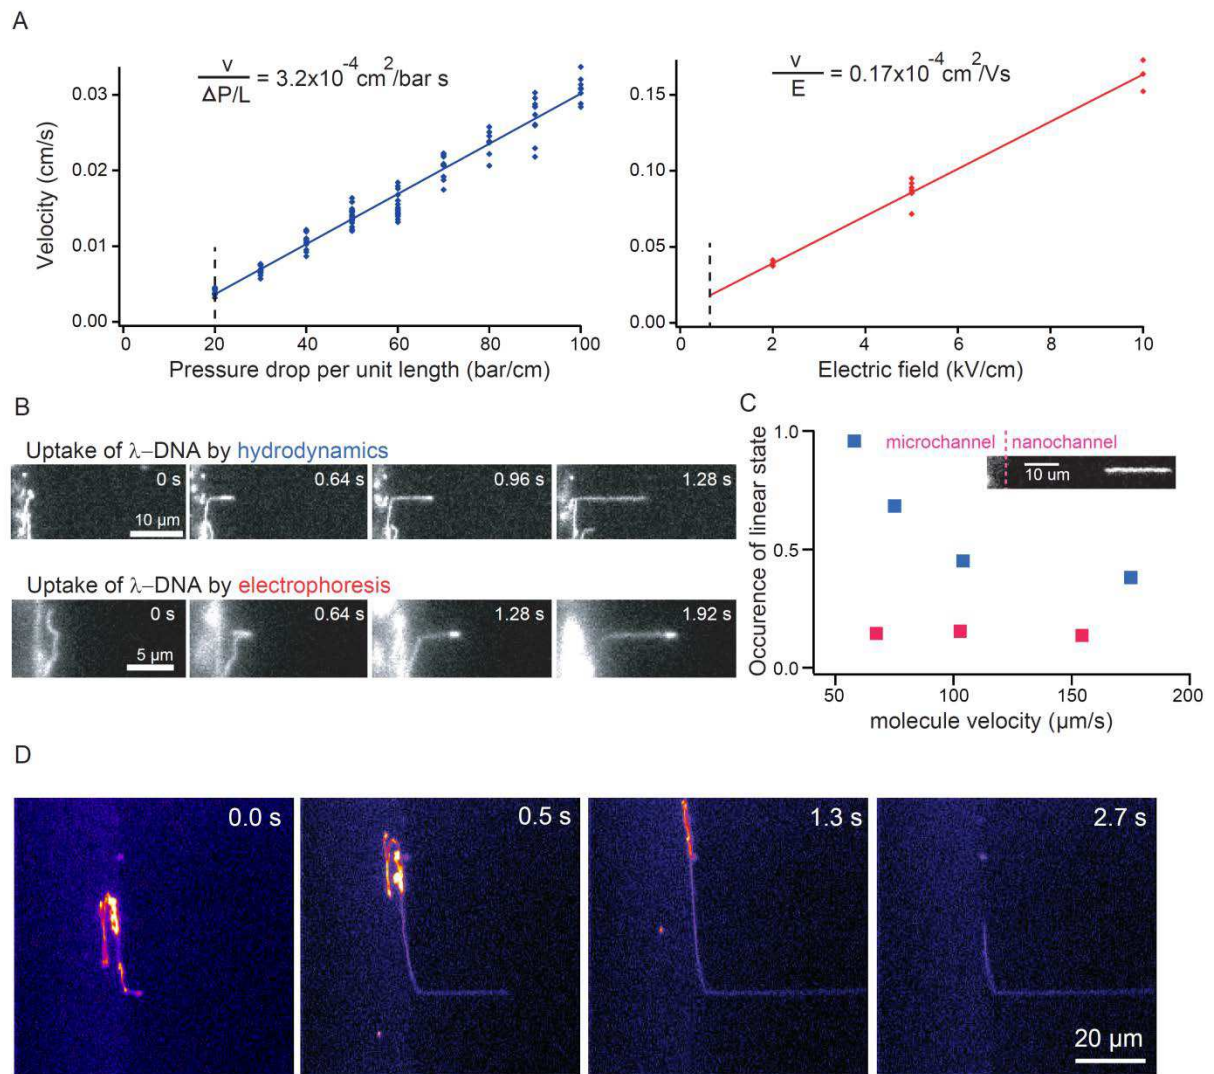 A
v
ΔP/L
= 3.2x10⁻⁴cm²/bar s
v
E
= 0.17x10⁻⁴cm²/Vs
Velocity (cm/s)
0.03
0.02
0.01
0.00
0 20 40 60 80 100
Pressure drop per unit length (bar/cm)
0.15
0.10
0.05
0.00
0 2 4 6 8 10
Electric field (kV/cm)
B
Uptake of λ–DNA by hydrodynamics
0 s 0.64 s 0.96 s 1.28 s
10 µm
Uptake of λ–DNA by electrophoresis
0 s 0.64 s 1.28 s 1.92 s
5 µm
C
Occurence of linear state
1.0
0.5
0.0
microchannel nanochannel
10 um
50 100 150 200
molecule velocity (µm/s)
D
0.0 s 0.5 s 1.3 s 2.7 s
20 µm